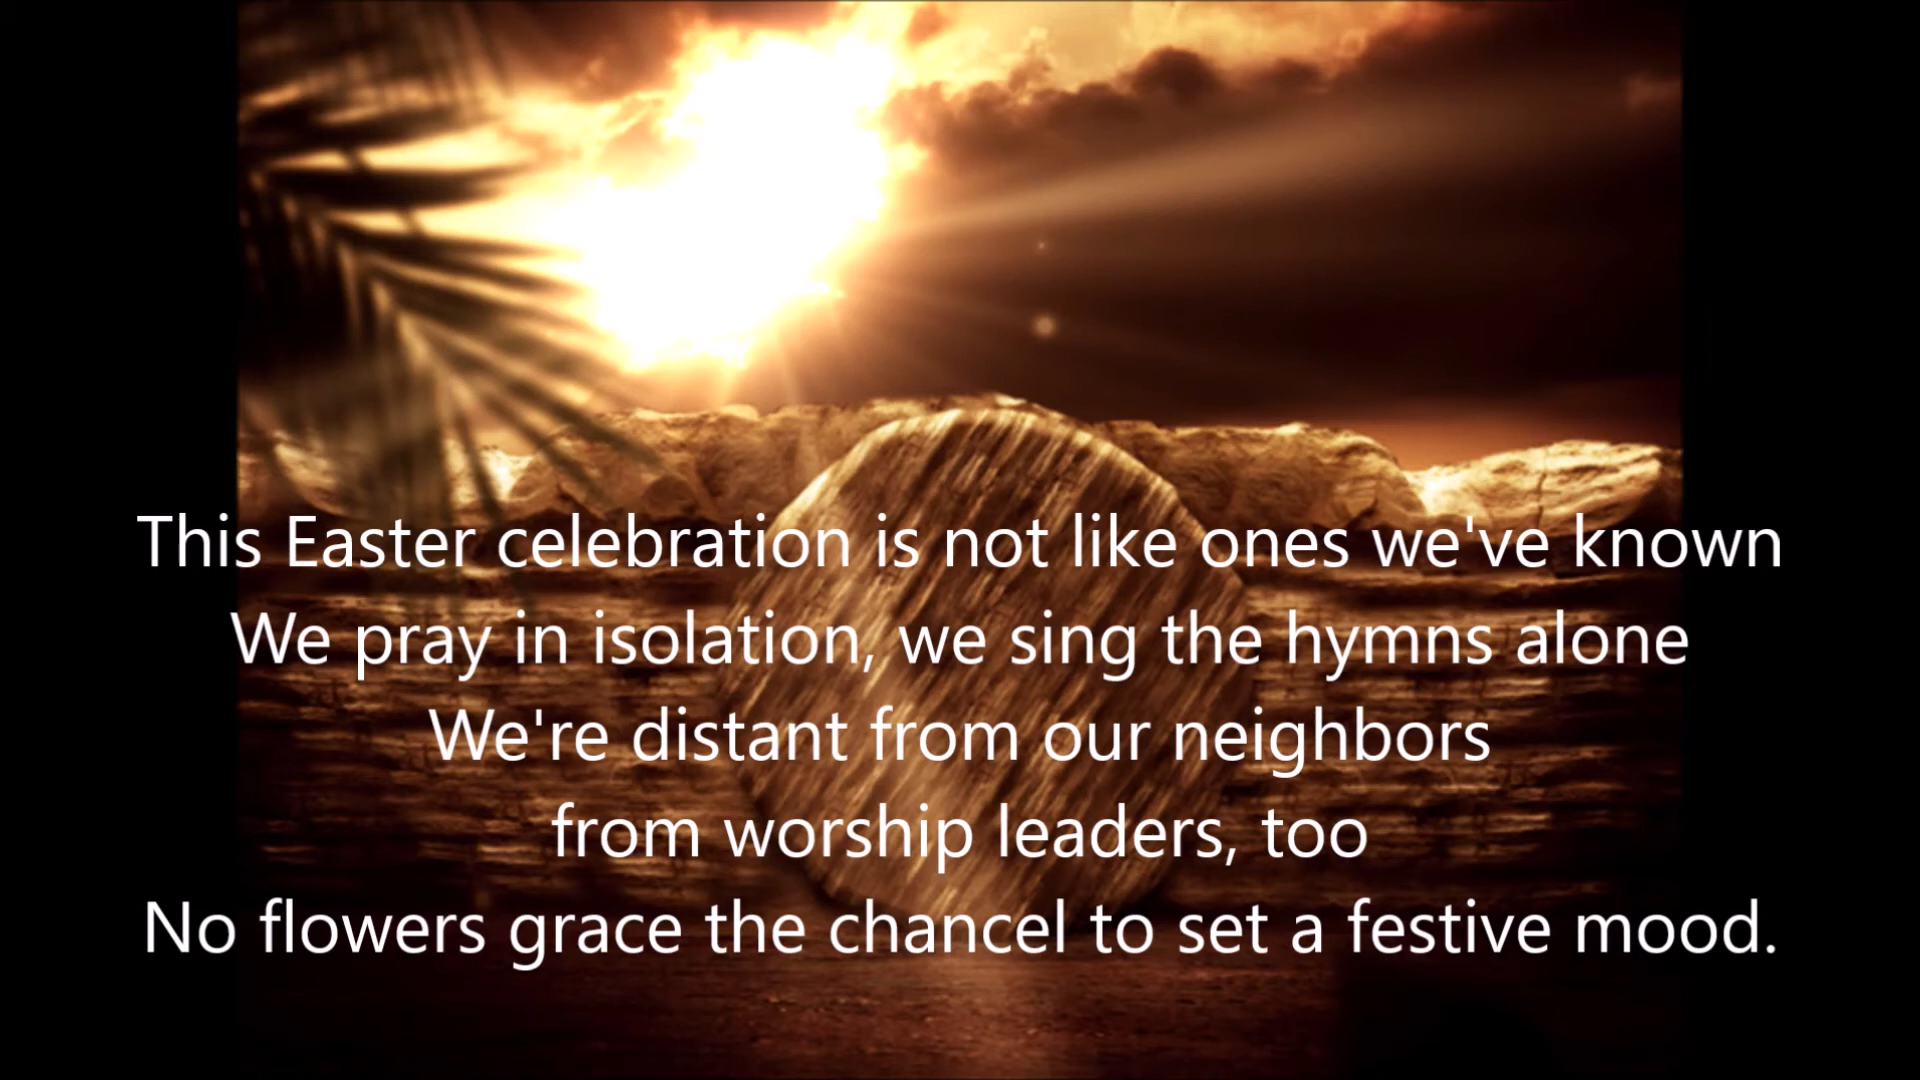 This Easter celebration is not like ones we've known
We pray in isolation, we sing the hymns alone
We're distant from our neighbors
from worship leaders, too
No flowers grace the chancel to set a festive mood.